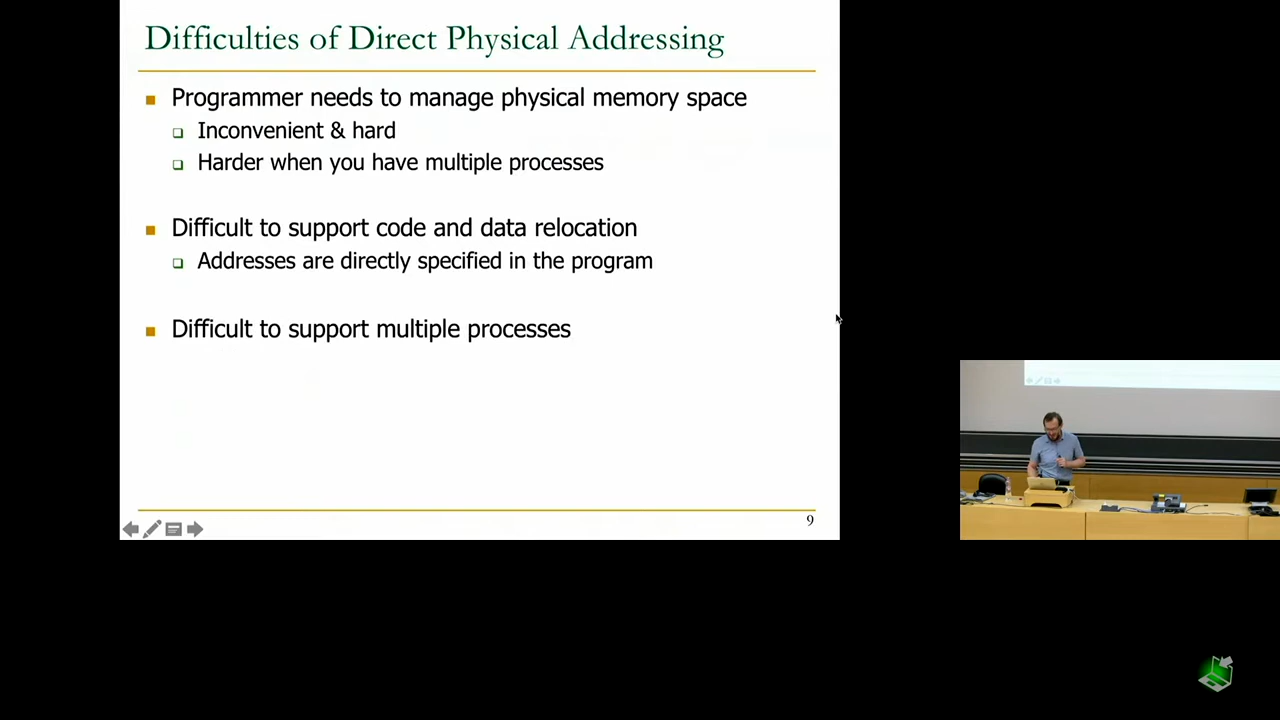 Difficulties of Direct Physical Addressing
Programmer needs to manage physical memory space
Inconvenient & hard
Harder when you have multiple processes
Difficult to support code and data relocation
Addresses are directly specified in the program
Difficult to support multiple processes
9